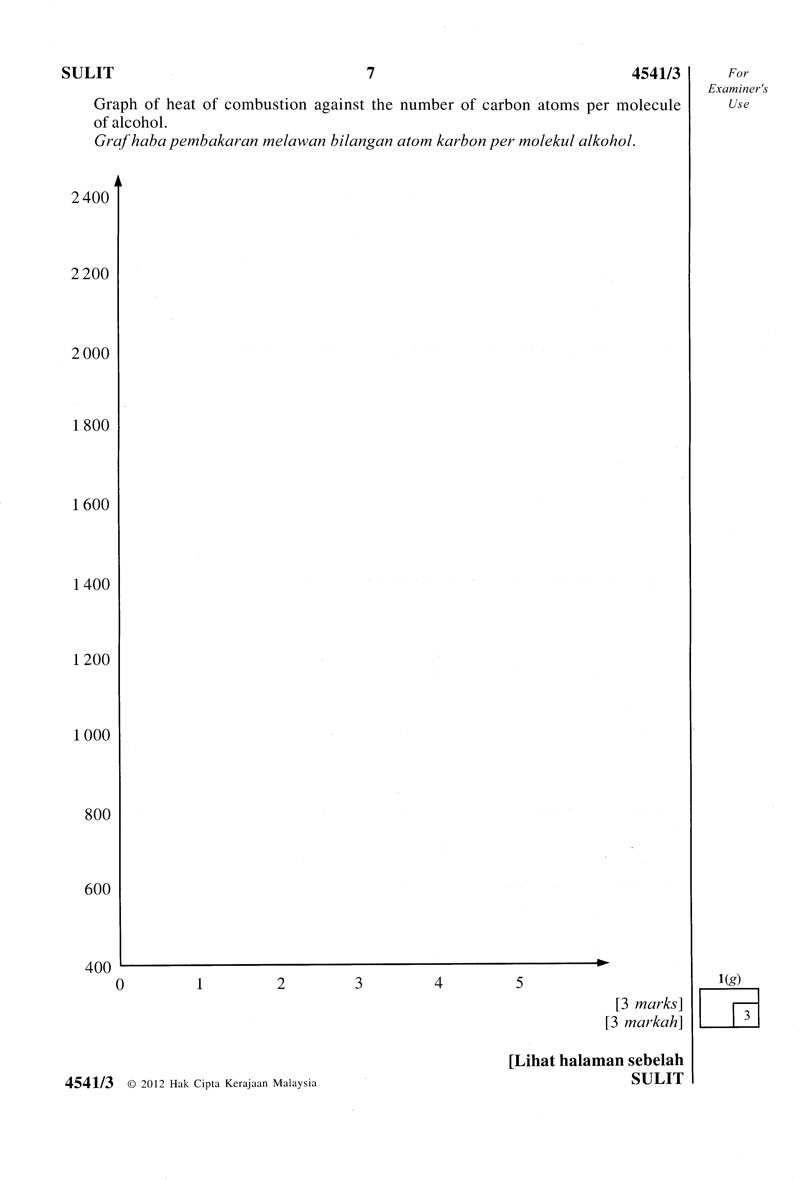 SULIT 7 4541/3
For
Examiner's
Use
Graph of heat of combustion against the number of carbon atoms per molecule
of alcohol.
Graf haba pembakaran melawan bilangan atom karbon per molekul alkohol.
2 400
2 200
2 000
1 800
1 600
1 400
1 200
1 000
800
600
400
0 1 2 3 4 5
[3 marks]
[3 markah]
1(g)
3
[Lihat halaman sebelah
4541/3 © 2012 Hak Cipta Kerajaan Malaysia SULIT